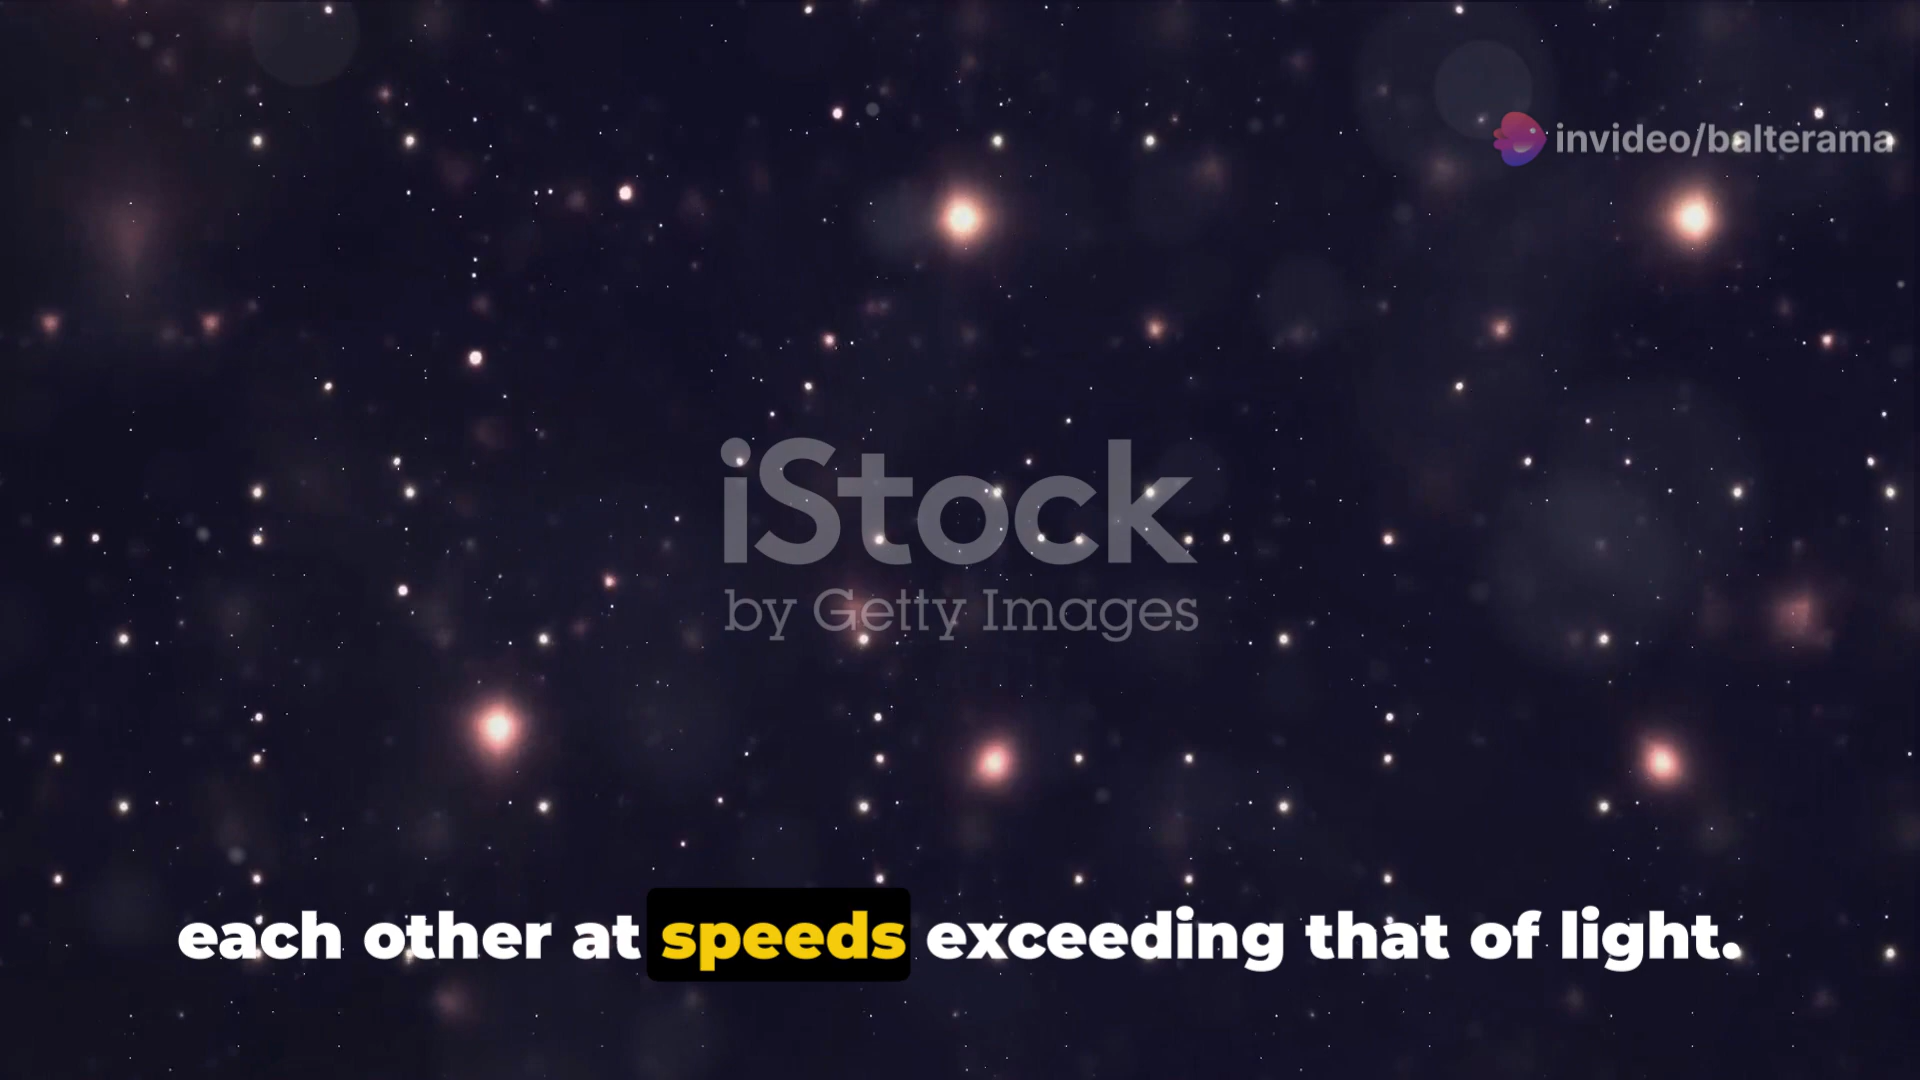 invideo/balterama
iStock
by Getty Images
each other at speeds exceeding that of light.